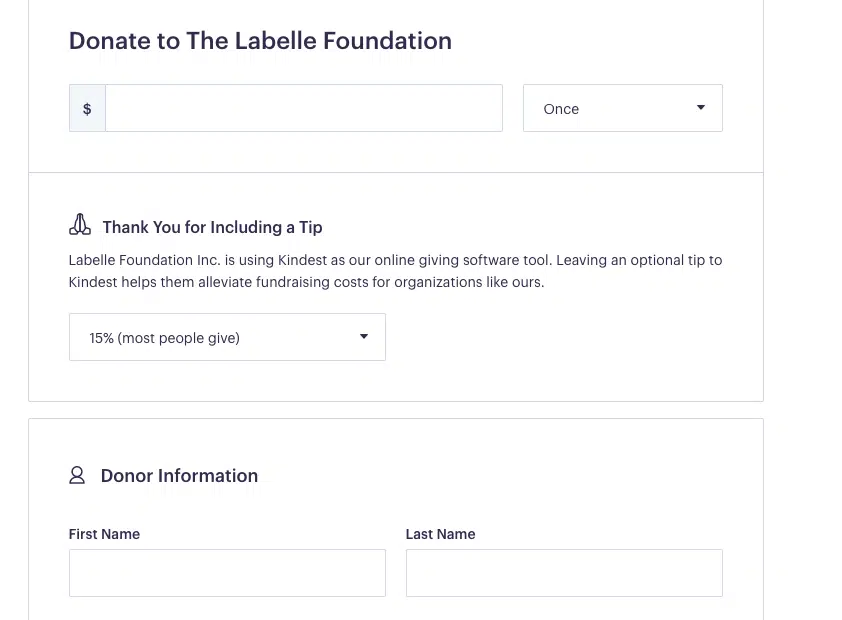 Donate to The Labelle Foundation
$
Once
Thank You for Including a Tip
Labelle Foundation Inc. is using Kindest as our online giving software tool. Leaving an optional tip to
Kindest helps them alleviate fundraising costs for organizations like ours.
15% (most people give)
Donor Information
First Name
Last Name